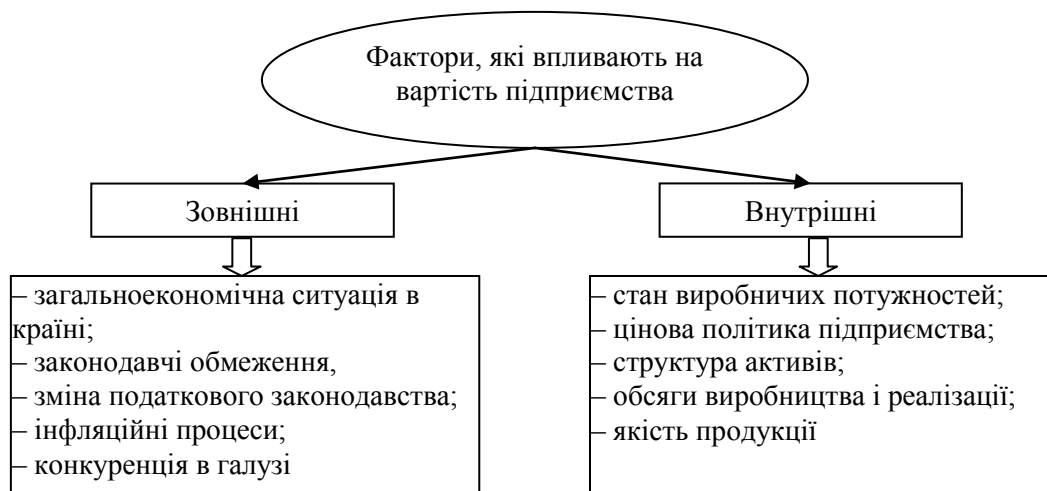 Фактори, які впливають на
вартість підприємства
Зовнішні
Внутрішні
– загальноекономічна ситуація в
країні;
– законодавчі обмеження,
– зміна податкового законодавства;
– інфляційні процеси;
– конкуренція в галузі
– стан виробничих потужностей;
– цінова політика підприємства;
– структура активів;
– обсяги виробництва і реалізації;
– якість продукції